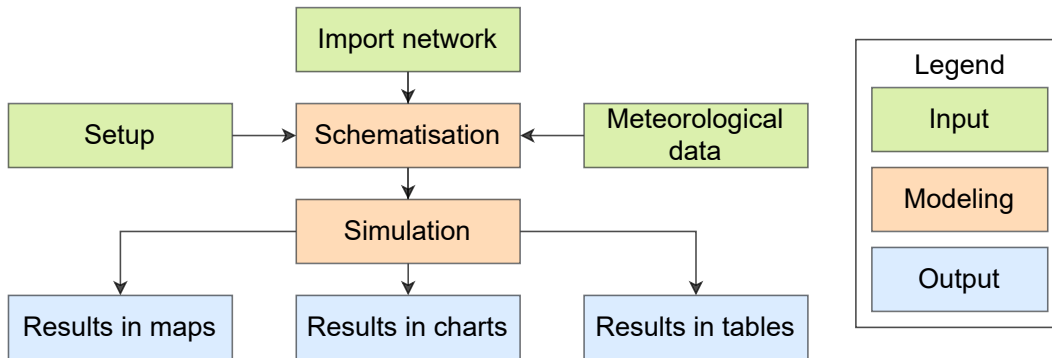 Import network
Legend
Setup
Schematisation
Meteorological
data
Input
Simulation
Modeling
Results in maps
Results in charts
Results in tables
Output